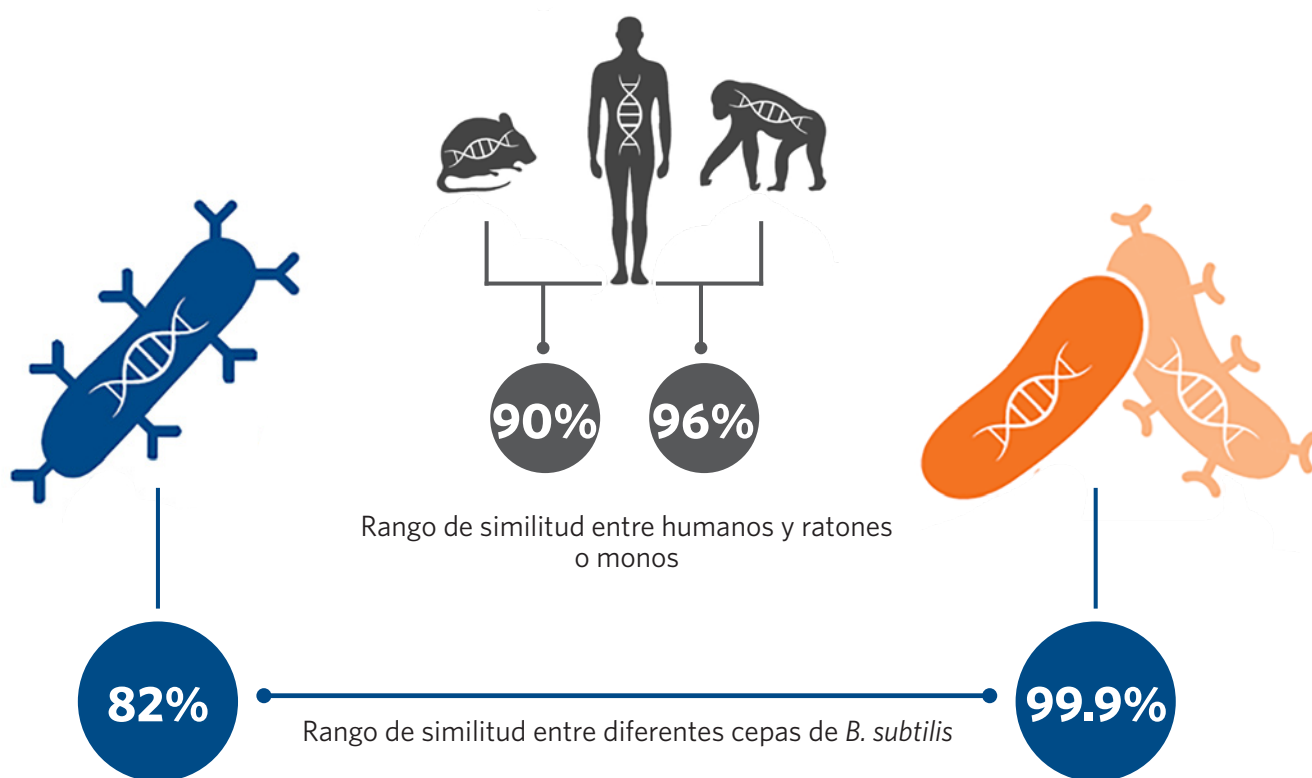 90%
96%
Rango de similitud entre humanos y ratones
o monos
82%
99.9%
Rango de similitud entre diferentes cepas de B. subtilis